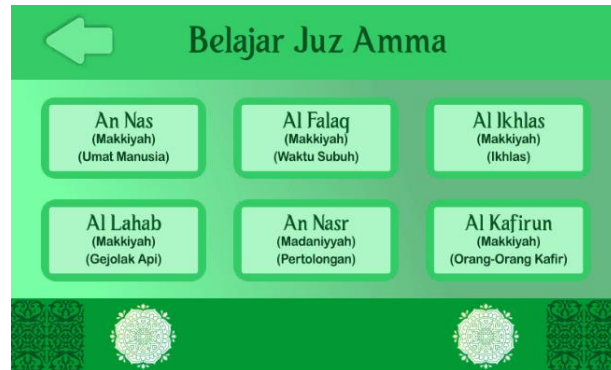 Belajar Juz Amma
An Nas
(Makkiyah)
(Umat Manusia)
Al Falaq
(Makkiyah)
(Waktu Subuh)
Al Ikhlas
(Makkiyah)
(Ikhlas)
Al Lahab
(Makkiyah)
(Gejolak Api)
An Nasr
(Madaniyyah)
(Pertolongan)
Al Kafirun
(Makkiyah)
(Orang-Orang Kafir)